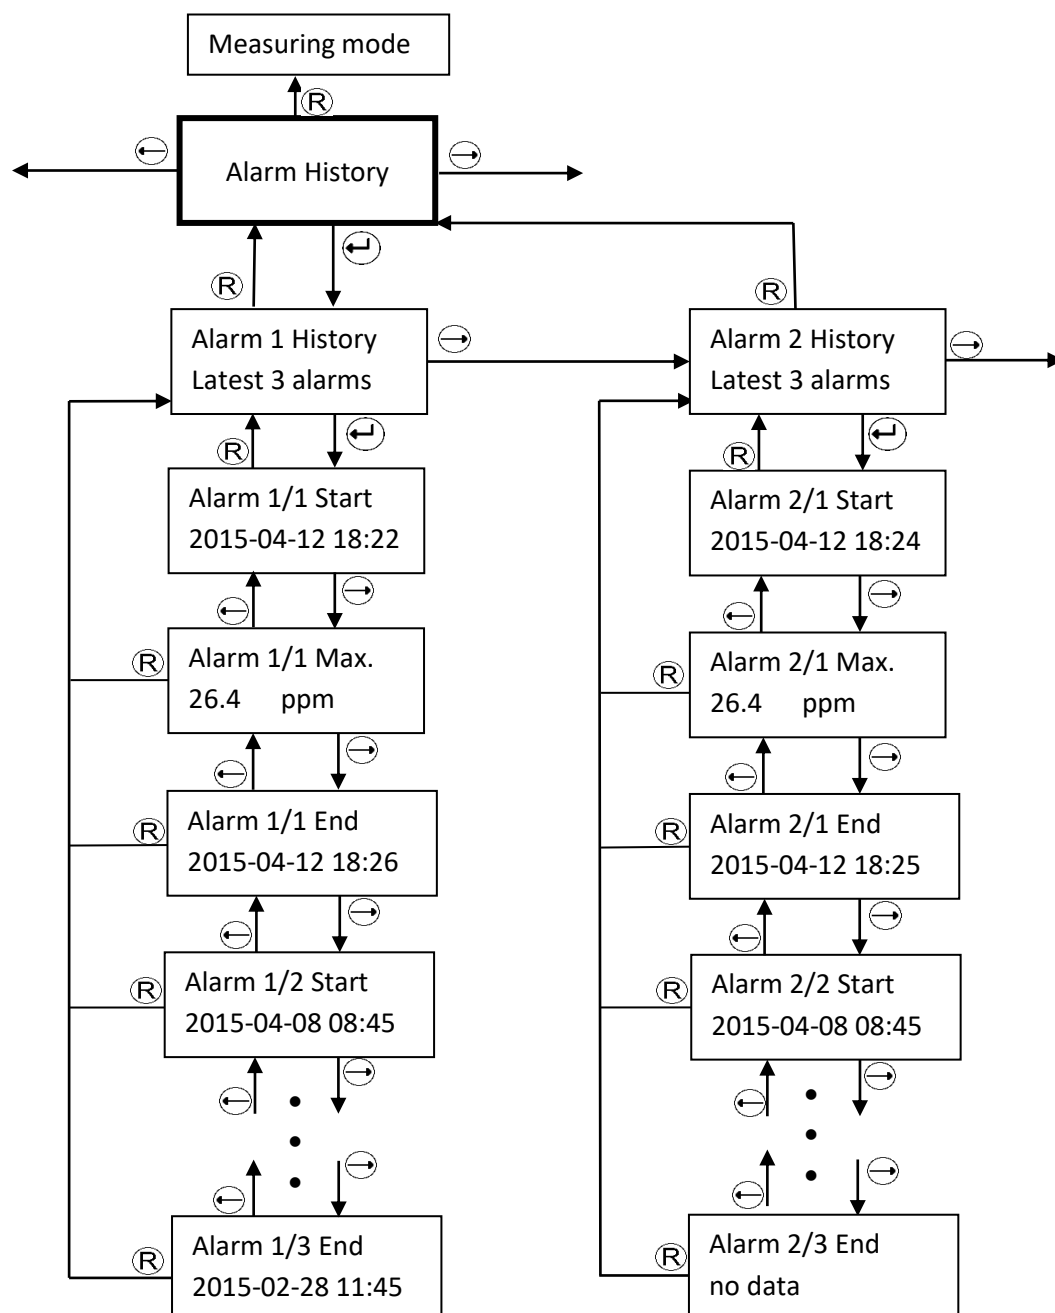 Measuring mode
R
Alarm History
R
R
Alarm 1 History
Latest 3 alarms
Alarm 2 History
Latest 3 alarms
R
R
Alarm 1/1 Start
2015-04-12 18:22
Alarm 2/1 Start
2015-04-12 18:24
R
Alarm 1/1 Max.
26.4 ppm
R
Alarm 2/1 Max.
26.4 ppm
R
Alarm 1/1 End
2015-04-12 18:26
R
Alarm 2/1 End
2015-04-12 18:25
R
Alarm 1/2 Start
2015-04-08 08:45
R
Alarm 2/2 Start
2015-04-08 08:45
R
Alarm 1/3 End
2015-02-28 11:45
R
Alarm 2/3 End
no data